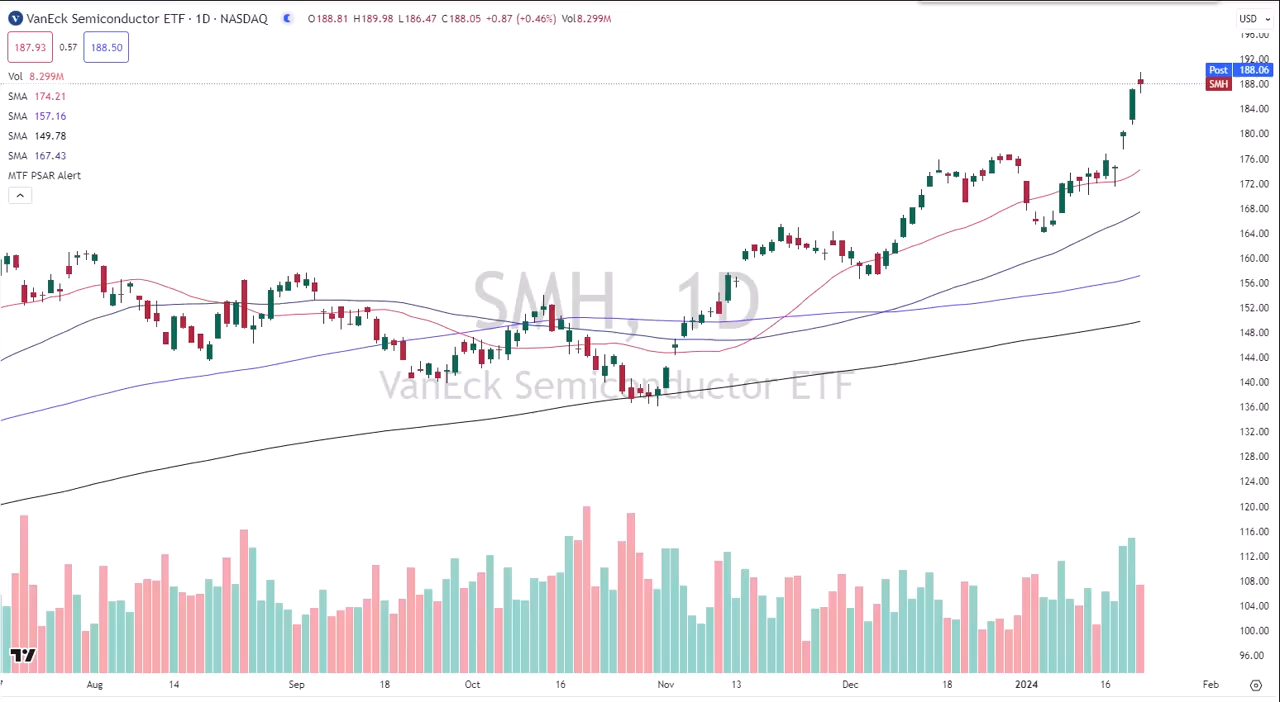 VanEck Semiconductor ETF · 1D · NASDAQ O188.81 H189.98 L186.47 C188.05 +0.87 (+0.46%) Vol8.299M
USD
187.93 0.57 188.50
Vol 8.299M
SMA 174.21
SMA 157.16
SMA 149.78
SMA 167.43
MTF PSAR Alert
SMH, 1D
VanEck Semiconductor ETF
196.00
192.00
Post 188.06
SMH 188.00
184.00
180.00
176.00
172.00
168.00
164.00
160.00
156.00
152.00
148.00
144.00
140.00
136.00
132.00
128.00
124.00
120.00
116.00
112.00
108.00
104.00
100.00
96.00
Aug 14 Sep 18 Oct 16 Nov 13 Dec 18 2024 16 Feb